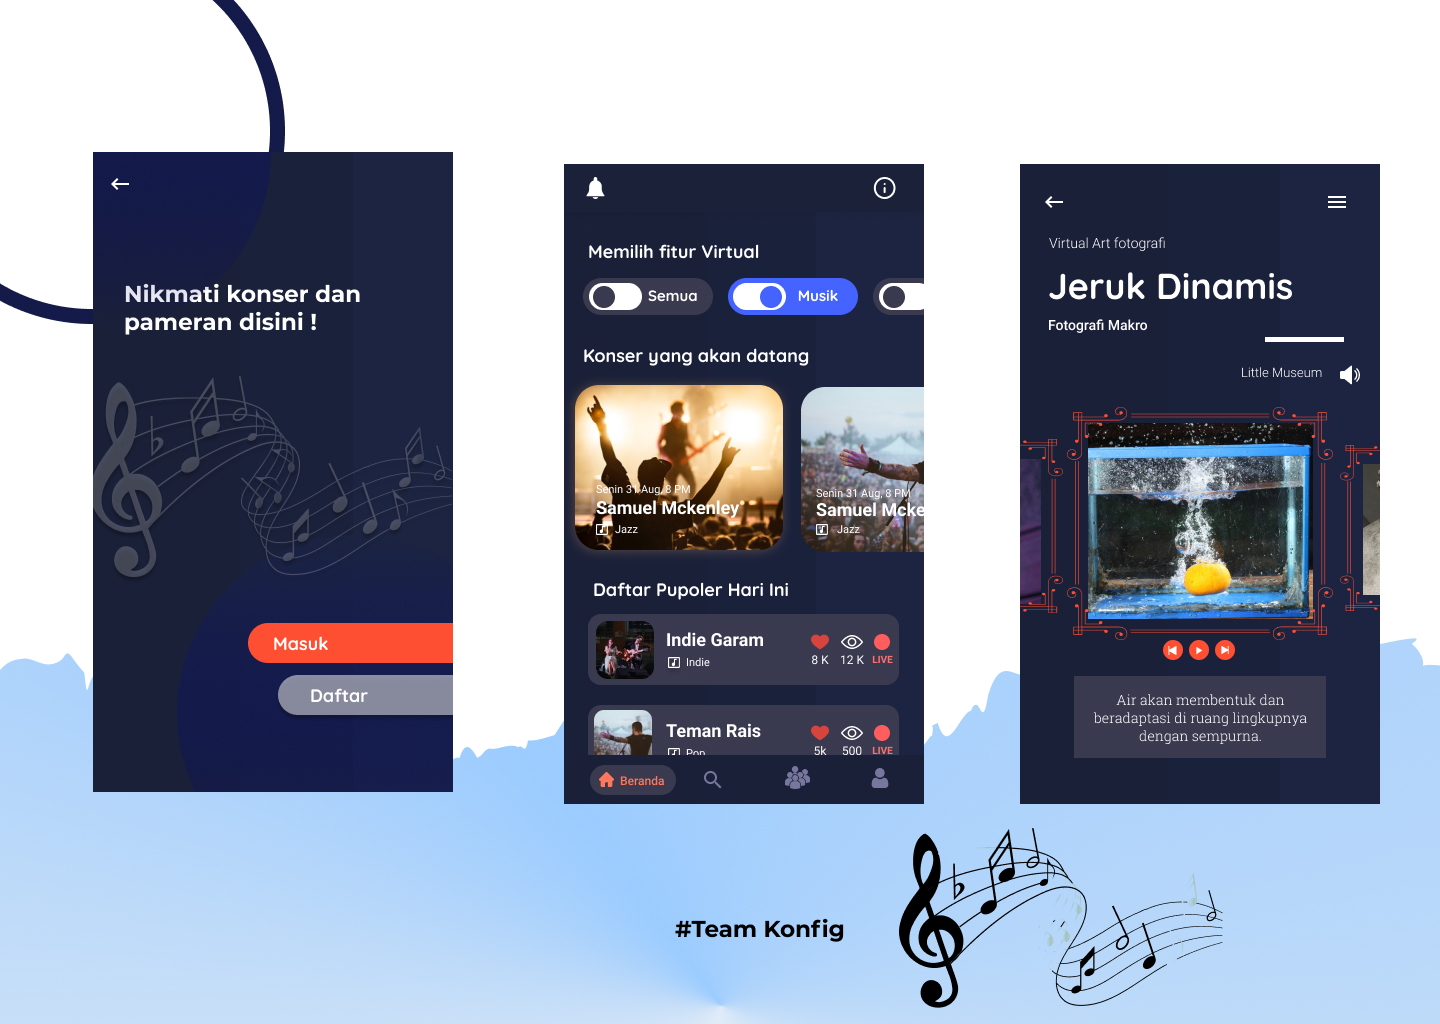 Nikmati konser dan
pameran disini !
Masuk
Daftar
Memilih fitur Virtual
Semua
Musik
Konser yang akan datang
Senin 31 Aug, 8 PM
Samuel Mckenley
Jazz
Senin 31 Aug, 8 PM
Samuel Mcke
Jazz
Daftar Pupoler Hari Ini
Indie Garam
Indie
8 K
12 K
LIVE
Teman Rais
Pop
5k
500
LIVE
Beranda
Virtual Art fotografi
Jeruk Dinamis
Fotografi Makro
Little Museum
Air akan membentuk dan
beradaptasi di ruang lingkupnya
dengan sempurna.
#Team Konfig